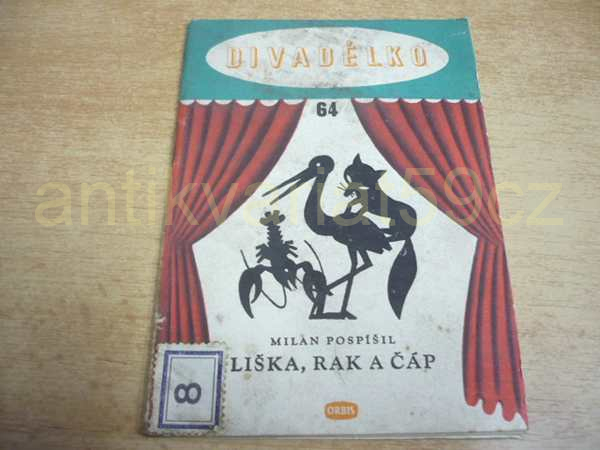 DIVADÉLKO
64
antikvariat59cz
MILAN POSPÍŠIL
LIŠKA, RAK A ČÁP
8
ORBIS